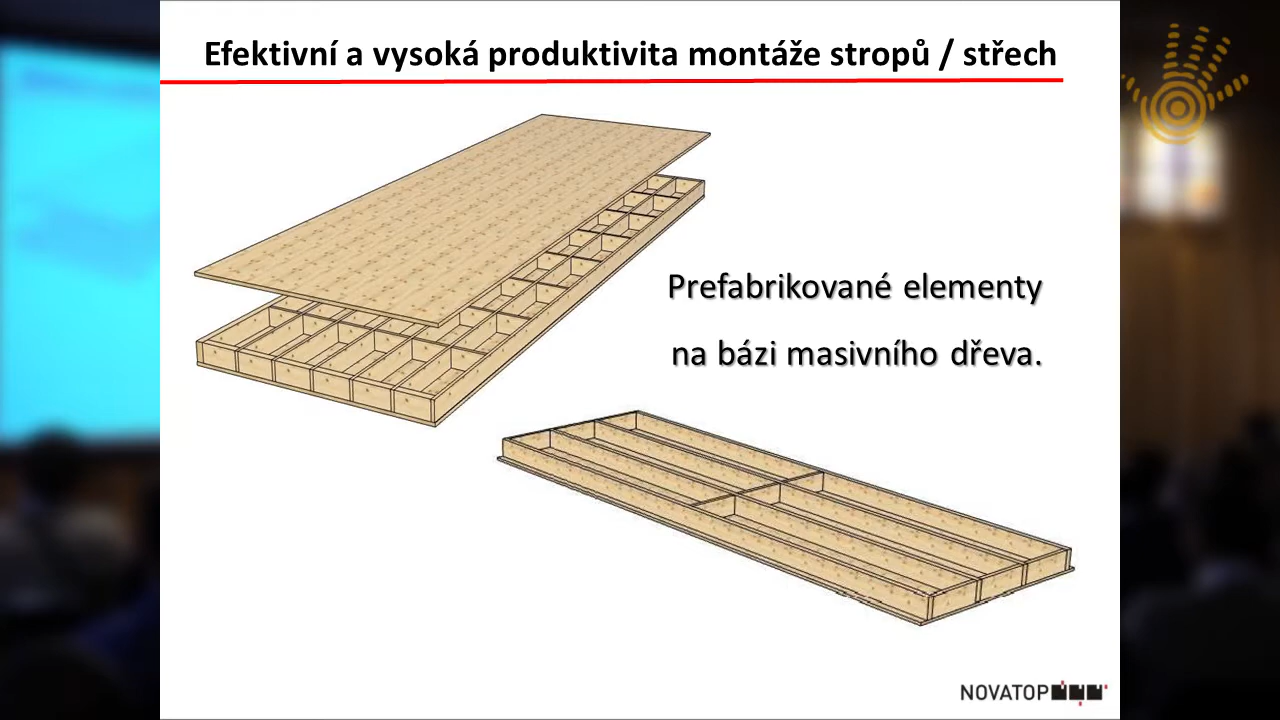 Efektivní a vysoká produktivita montáže stropů / střech
Prefabrikované elementy
na bázi masivního dřeva.
NOVATOP